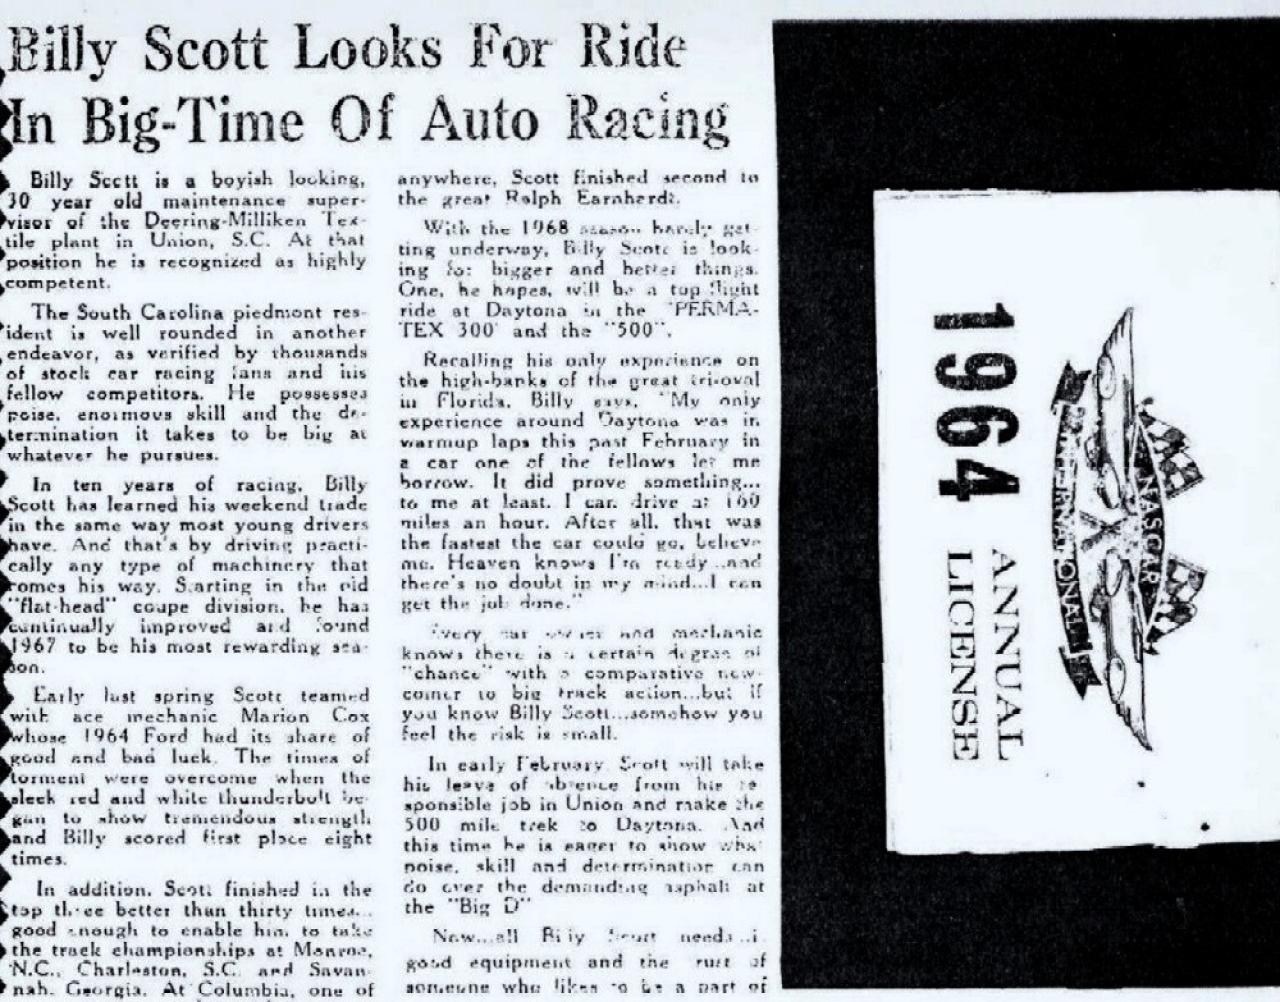 Billy Scott Looks For Ride
In Big-Time Of Auto Racing
Billy Scott is a boyish looking,
30 year old maintenance super-
visor of the Deering-Milliken Tex-
tile plant in Union, S.C. At that
position he is recognized as highly
competent.
The South Carolina piedmont res-
ident is well rounded in another
endeavor, as verified by thousands
of stock car racing fans and his
fellow competitors. He possesses
poise, enormous skill and the de-
termination it takes to be big at
whatever he pursues.
In ten years of racing, Billy
Scott has learned his weekend trade
in the same way most young drivers
have. And that's by driving practi-
cally any type of machinery that
comes his way. Starting in the old
"flat-head" coupe division, he has
continually improved and found
1967 to be his most rewarding sea-
son.
Early last spring Scott teamed
with ace mechanic Marion Cox
whose 1964 Ford had its share of
good and bad luck. The times of
torment were overcome when the
sleek red and white thunderbolt be-
gan to show tremendous strength
and Billy scored first place eight
times.
In addition, Scott finished in the
top three better than thirty times...
good enough to enable him to take
the track championships at Monroe,
N.C., Charleston, S.C. and Savan-
nah, Georgia. At Columbia, one of
anywhere, Scott finished second to
the great Ralph Earnhardt.
With the 1968 season barely get-
ting underway, Billy Scott is look-
ing for bigger and better things.
One, he hopes, will be a top flight
ride at Daytona in the "PERMA-
TEX 300' and the "500".
Recalling his only experience on
the high-banks of the great tri-oval
in Florida, Billy says, "My only
experience around Daytona was in
warmup laps this past February in
a car one of the fellows let me
borrow. It did prove something...
to me at least. I can drive at 160
miles an hour. After all, that was
the fastest the car could go, believe
me. Heaven knows I'm ready...and
there's no doubt in my mind...I can
get the job done."
Every car owner and mechanic
knows there is a certain degree of
"chance" with a comparative new-
comer to big track action...but if
you know Billy Scott...somehow you
feel the risk is small.
In early February, Scott will take
his leave of absence from his re-
sponsible job in Union and make the
500 mile trek to Daytona. And
this time he is eager to show what
poise, skill and determination can
do over the demanding asphalt at
the "Big D"
Now...all Billy Scott needs
good equipment and the of
someone who likes to be a part of
1964
ANNUAL
LICENSE
NASCAR
INTERNATIONAL